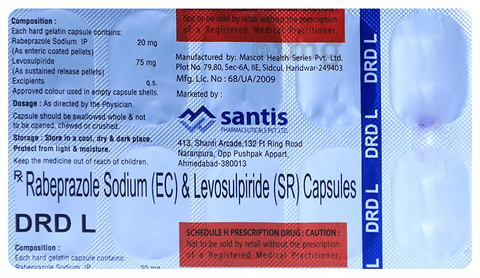 Composition :
Each hard gelatin capsule contains:
Rabeprazole Sodium IP 20 mg
(As enteric coated pellets)
Levosulpiride 75 mg
(As sustained release pellets)
Excipients q.s.
Approved colour used in empty capsule shells.
Dosage : As directed by the Physician.
Capsule should be swallowed whole & not
to be opened, chewed or crushed.
Storage : Store in a cool, dry & dark place.
Protect from light & moisture.
Keep the medicine out of reach of children.
Not to be sold by retail without the prescription
of a Registered Medical Practitioner.
Manufactured by: Mascot Health Series Pvt. Ltd.
Plot No. 79,80, Sec-6A, IIE, Sidcul, Haridwar-249403
Mfg. Lic. No : 68/UA/2009
Marketed by :
santis
PHARMACEUTICALS PVT. LTD.
413, Shanti Arcade,132 Ft Ring Road
Naranpura, Opp Pushpak Appart,
Ahmedabad-380013
Rx Rabeprazole Sodium (EC) & Levosulpiride (SR) Capsules
DRD L
SCHEDULE H PRESCRIPTION DRUG : CAUTION :
Not to be sold by retail without the prescription
of a Registered Medical Practitioner.
Composition :
Each hard gelatin capsule contains:
Rabeprazole Sodium IP 20 mg
DRD L
DRD L
DRD L
DRD L